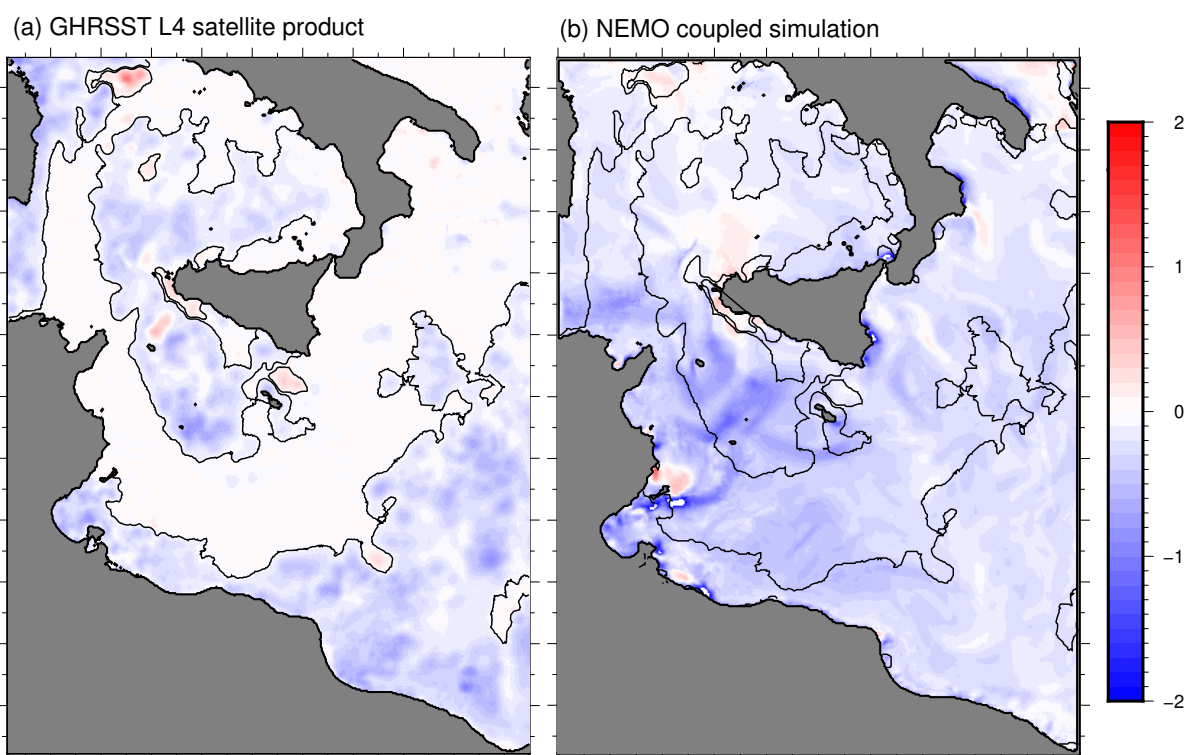 (a) GHRSST L4 satellite product
(b) NEMO coupled simulation
2
1
0
−1
−2